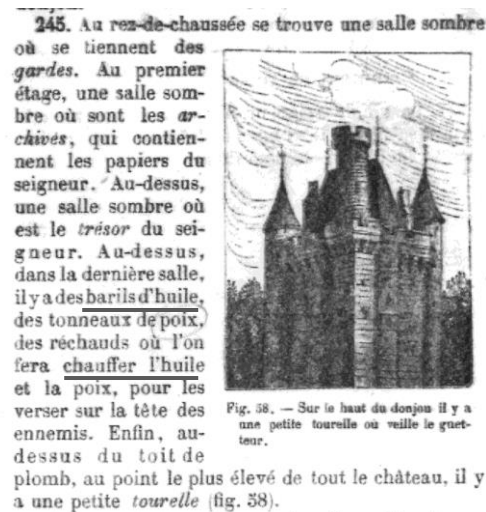 245. Au rez-de-chaussée se trouve une salle sombre
où se tiennent des
gardes. Au premier
étage, une salle som-
bre où sont les ar-
chives, qui contien-
nent les papiers du
seigneur. Au-dessus,
une salle sombre où
est le trésor du sei-
gneur. Au-dessus,
dans la dernière salle,
il y a des barils d'huile,
des tonneaux de poix,
des réchauds où l'on
fera chauffer l'huile
et la poix, pour les
verser sur la tête des
ennemis. Enfin, au-
dessus du toit de
plomb, au point le plus élevé de tout le château, il y
a une petite tourelle (fig. 58).
Fig. 58. — Sur le haut du donjon il y a
une petite tourelle où veille le guet-
teur.